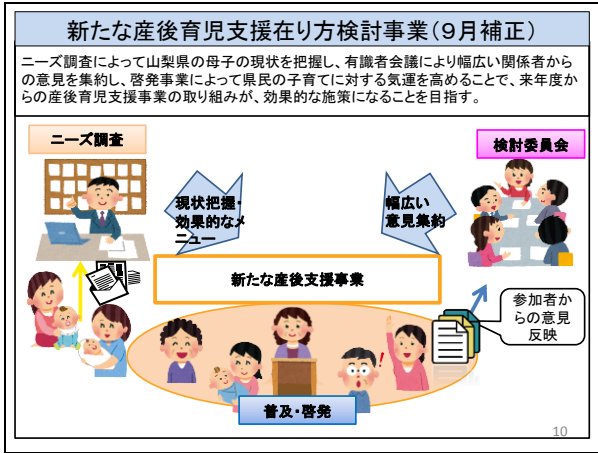 新たな産後育児支援在り方検討事業(9月補正)
ニーズ調査によって山梨県の母子の現状を把握し、有識者会議により幅広い関係者から
の意見を集約し、啓発事業によって県民の子育てに対する気運を高めることで、来年度か
らの産後育児支援事業の取り組みが、効果的な施策になることを目指す。
ニーズ調査
検討委員会
現状把握・
効果的なメ
ニュー
幅広い
意見集約
新たな産後支援事業
参加者か
らの意見
反映
普及・啓発
10